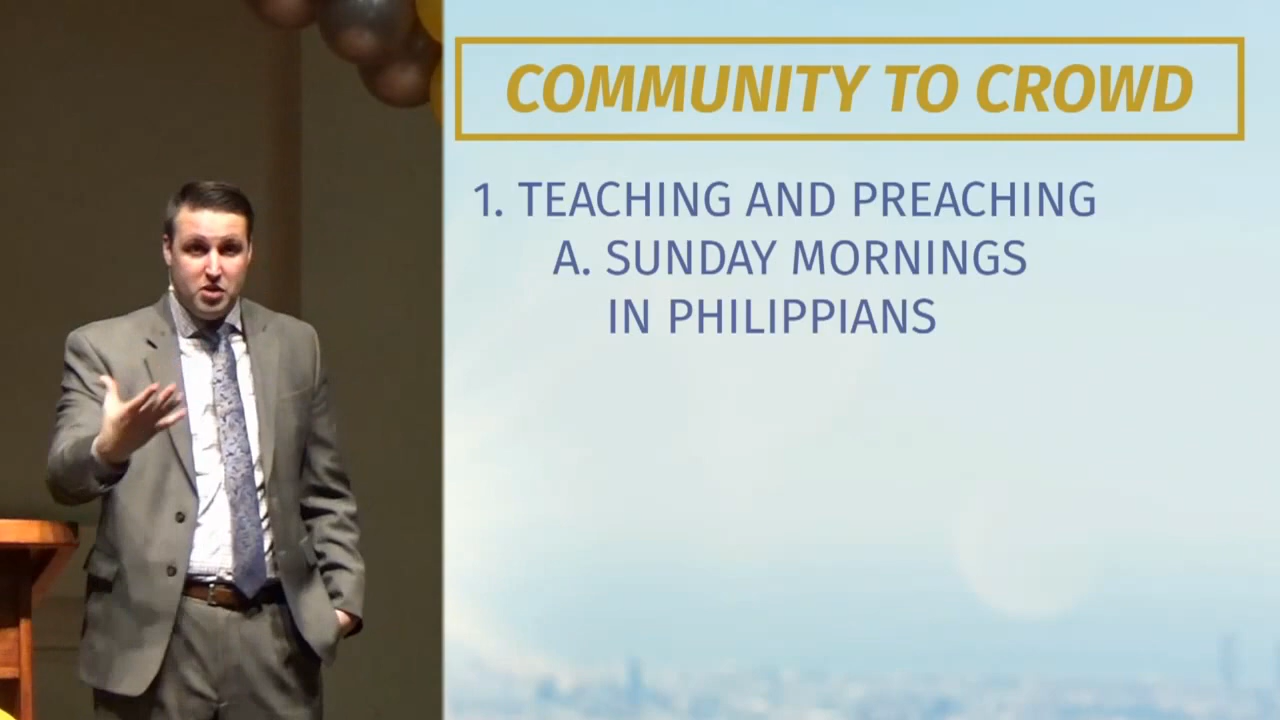 COMMUNITY TO CROWD
1. TEACHING AND PREACHING
A. SUNDAY MORNINGS
IN PHILIPPIANS